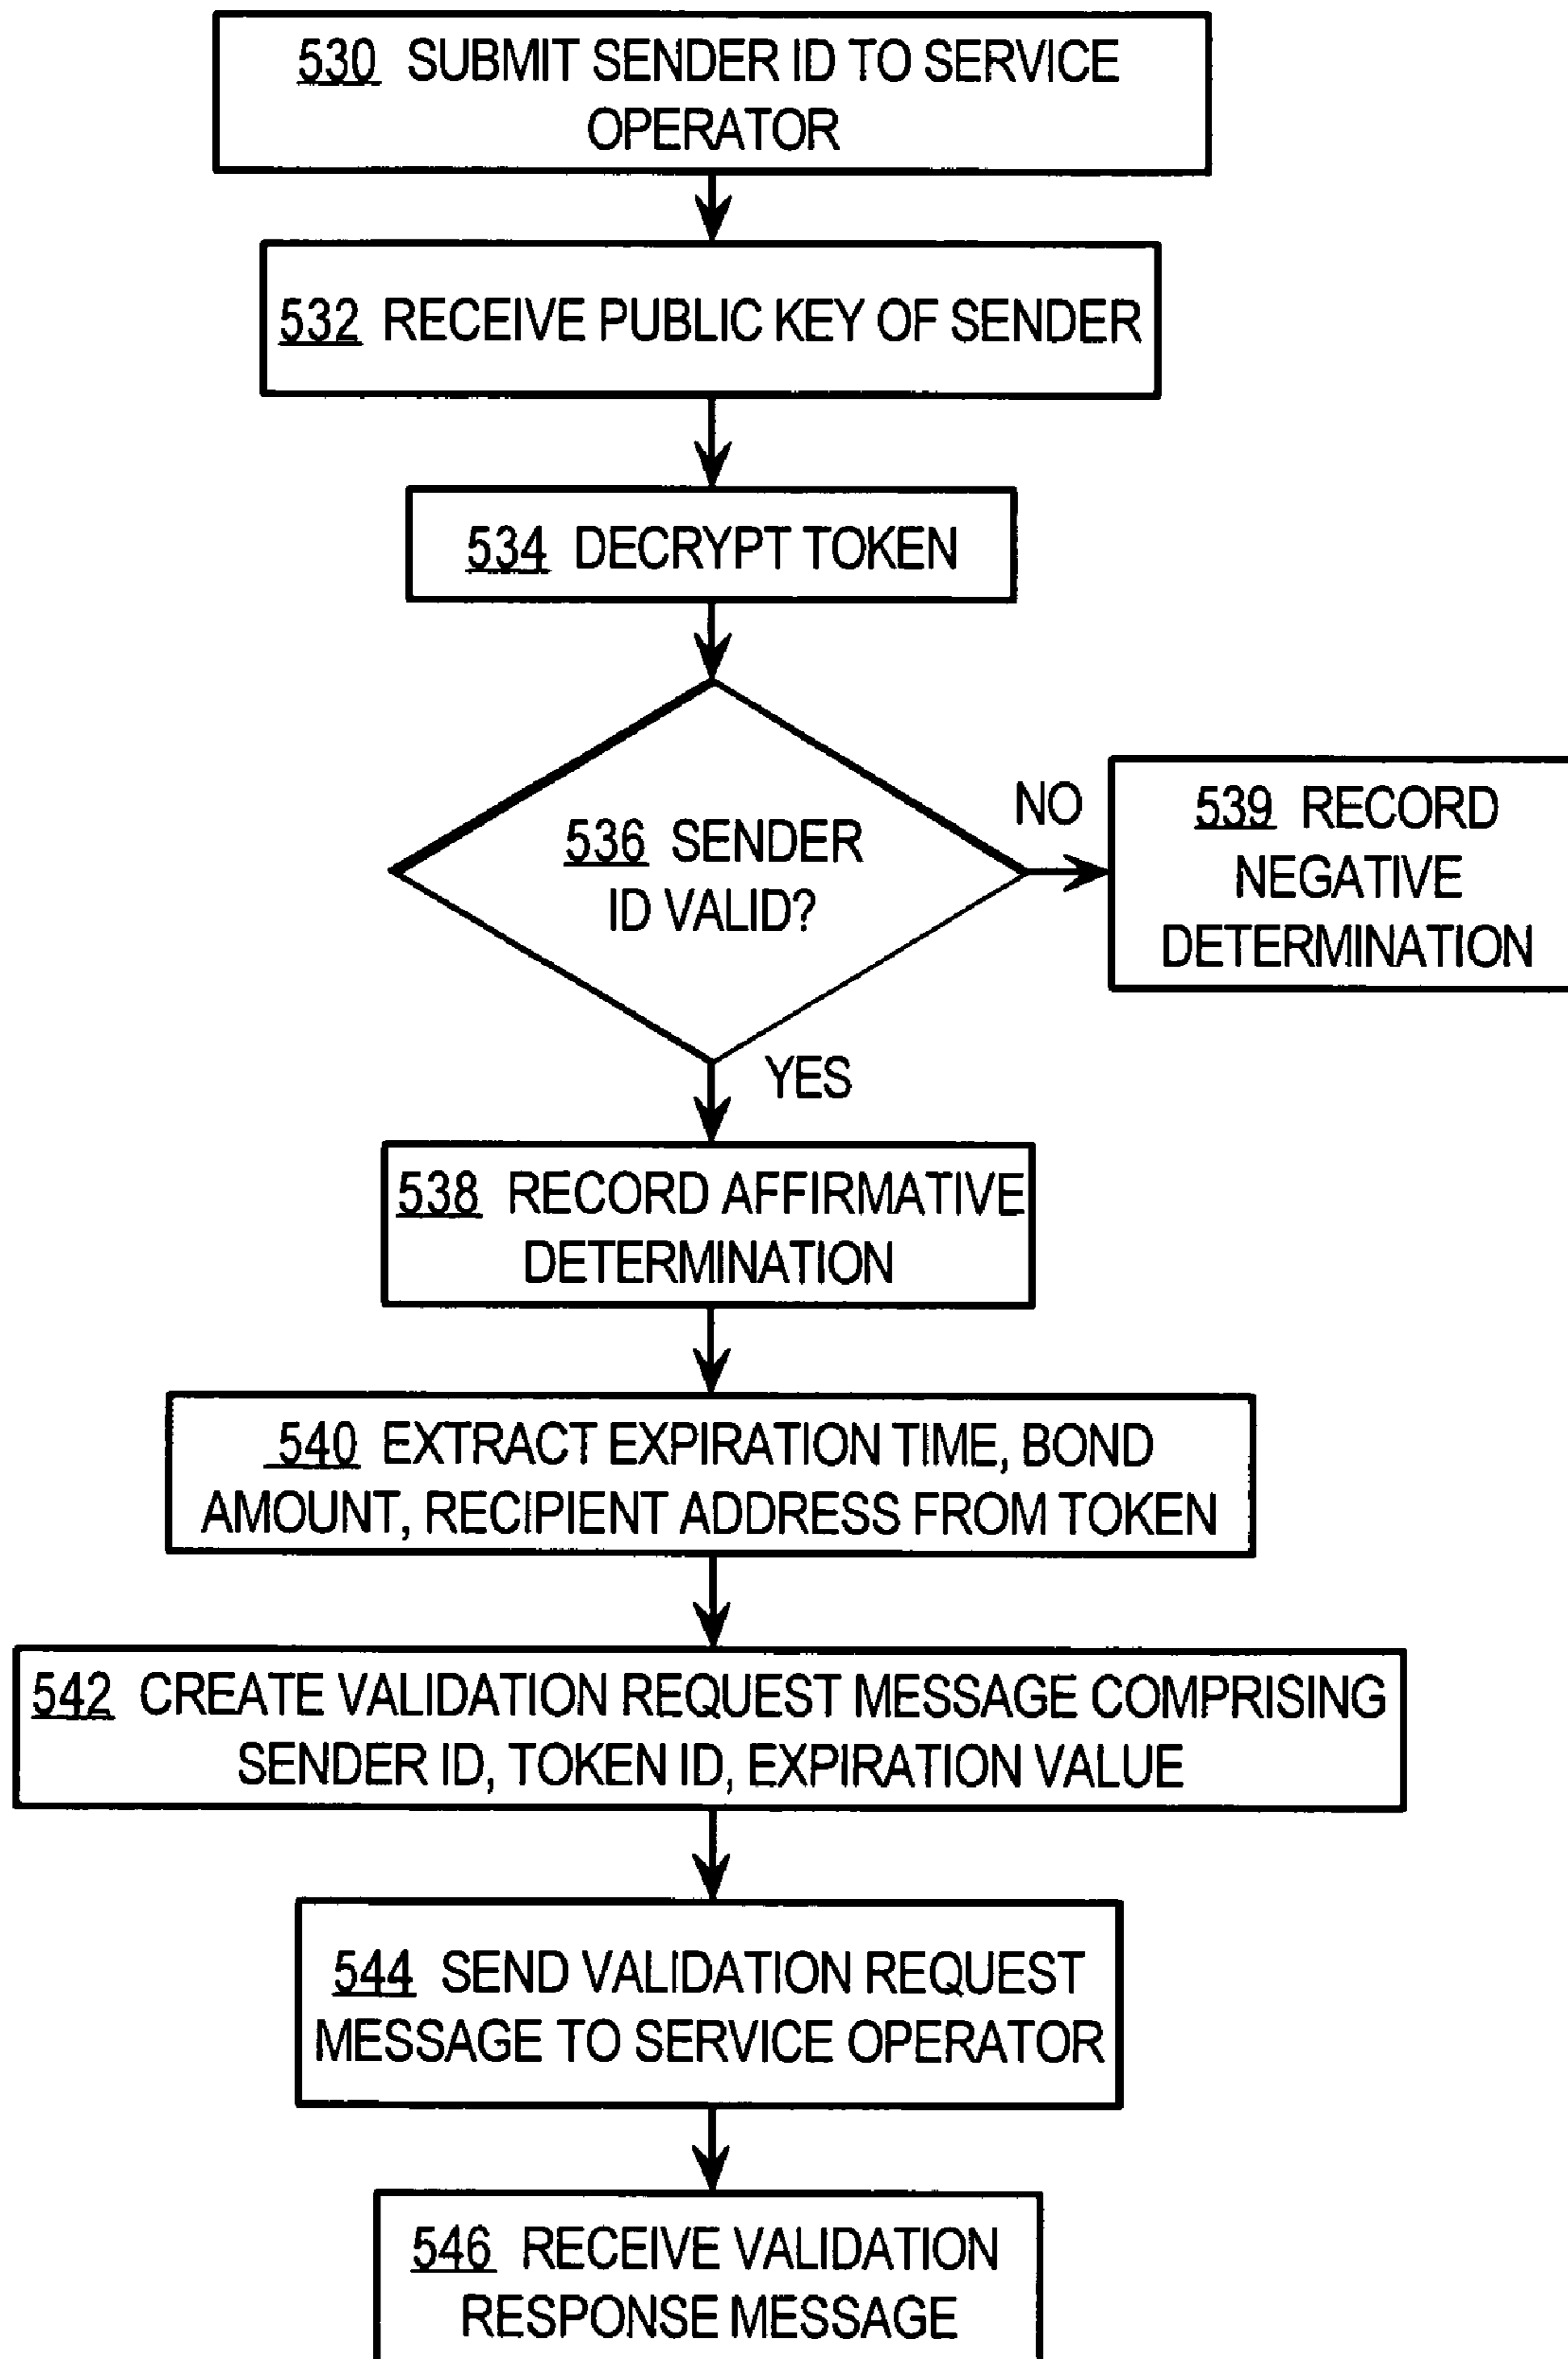 530 SUBMIT SENDER ID TO SERVICE
OPERATOR
532 RECEIVE PUBLIC KEY OF SENDER
534 DECRYPT TOKEN
536 SENDER
ID VALID?
NO
539 RECORD
NEGATIVE
DETERMINATION
YES
538 RECORD AFFIRMATIVE
DETERMINATION
540 EXTRACT EXPIRATION TIME, BOND
AMOUNT, RECIPIENT ADDRESS FROM TOKEN
542 CREATE VALIDATION REQUEST MESSAGE COMPRISING
SENDER ID, TOKEN ID, EXPIRATION VALUE
544 SEND VALIDATION REQUEST
MESSAGE TO SERVICE OPERATOR
546 RECEIVE VALIDATION
RESPONSE MESSAGE